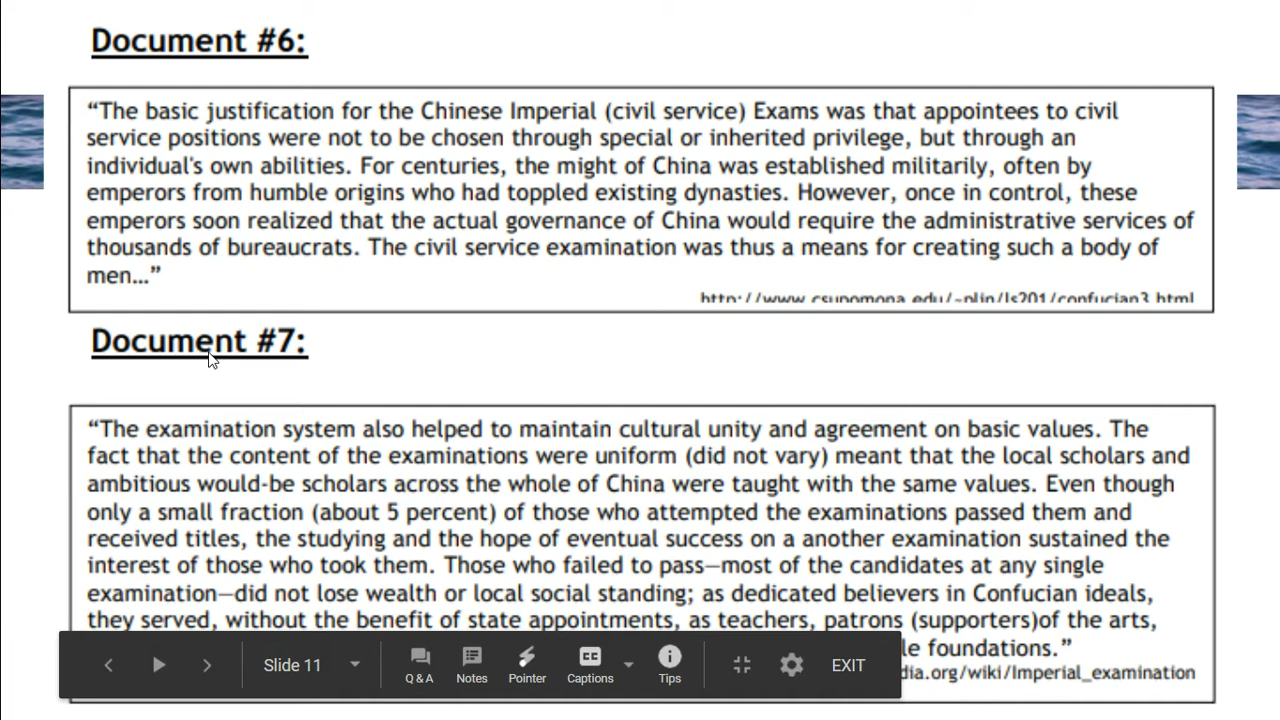 Document #6:
“The basic justification for the Chinese Imperial (civil service) Exams was that appointees to civil
service positions were not to be chosen through special or inherited privilege, but through an
individual's own abilities. For centuries, the might of China was established militarily, often by
emperors from humble origins who had toppled existing dynasties. However, once in control, these
emperors soon realized that the actual governance of China would require the administrative services of
thousands of bureaucrats. The civil service examination was thus a means for creating such a body of
men…”
http://www.csupomona.edu/~plin/ls201/confucian3.html
Document #7:
“The examination system also helped to maintain cultural unity and agreement on basic values. The
fact that the content of the examinations were uniform (did not vary) meant that the local scholars and
ambitious would-be scholars across the whole of China were taught with the same values. Even though
only a small fraction (about 5 percent) of those who attempted the examinations passed them and
received titles, the studying and the hope of eventual success on a another examination sustained the
interest of those who took them. Those who failed to pass—most of the candidates at any single
examination—did not lose wealth or local social standing; as dedicated believers in Confucian ideals,
they served, without the benefit of state appointments, as teachers, patrons (supporters)of the arts,
le foundations.”
dia.org/wiki/Imperial_examination
Slide 11
Q & A
Notes
Pointer
CC
Captions
Tips
EXIT